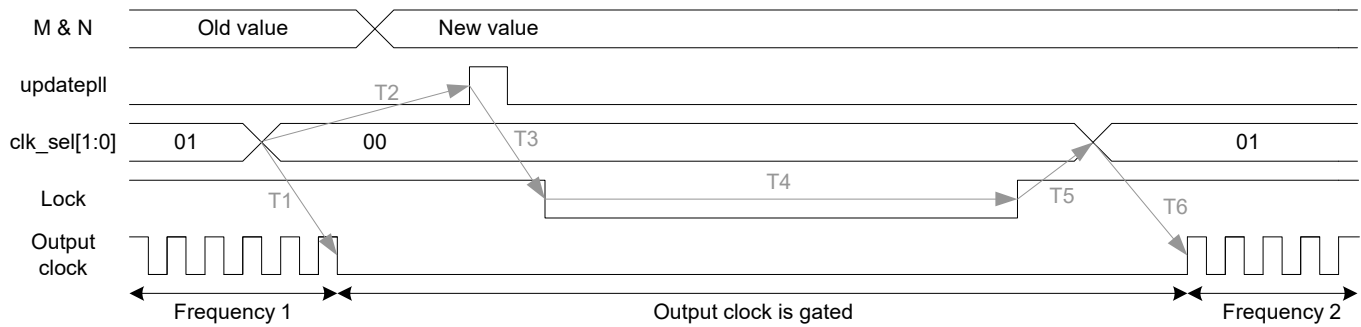 M & N
Old value
New value
updatepll
T2
clk_sel[1:0]
01
00
T3
01
Lock
T1
T4
T5
T6
Output
clock
Frequency 1
Output clock is gated
Frequency 2